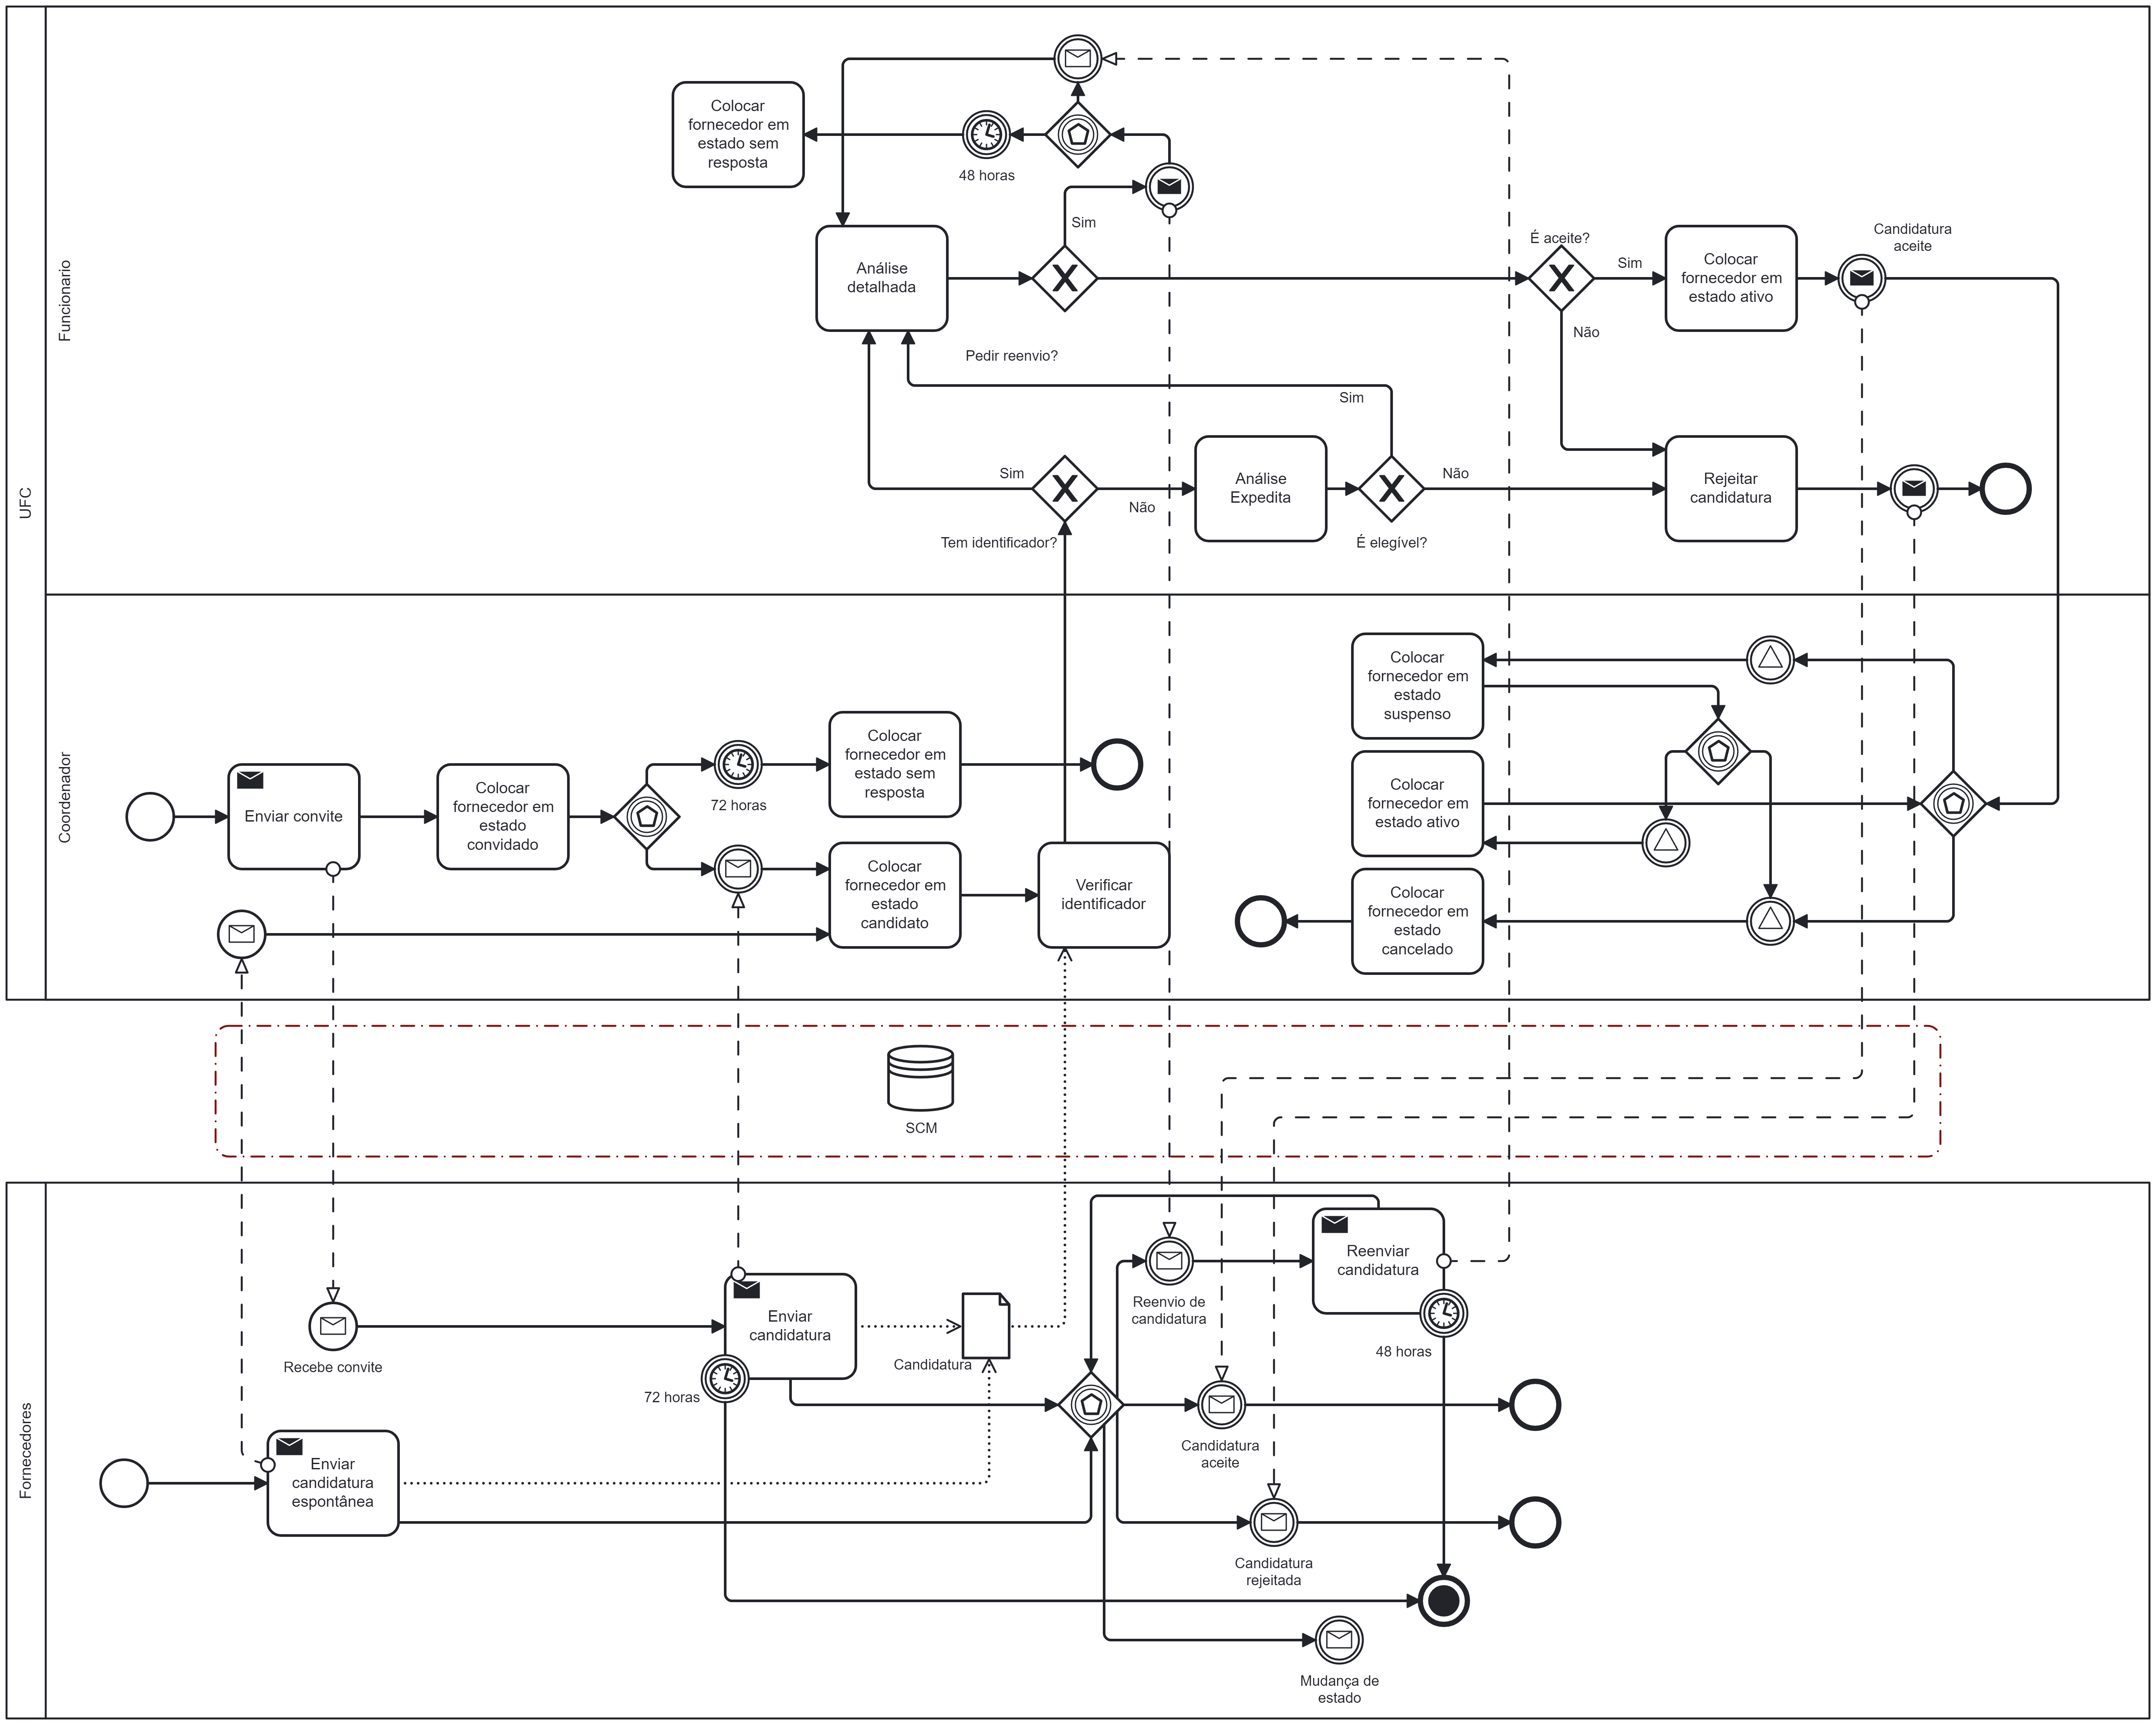 UFC
Funcionario
Colocar
fornecedor em
estado sem
resposta
48 horas
Sim
Análise
detalhada
É aceite?
Sim
Colocar
fornecedor em
estado ativo
Candidatura
aceite
Não
Pedir reenvio?
Sim
Sim
Não
Análise
Expedita
Não
Rejeitar
candidatura
Tem identificador?
É elegível?
Coordenador
Enviar convite
Colocar
fornecedor em
estado
convidado
72 horas
Colocar
fornecedor em
estado sem
resposta
Colocar
fornecedor em
estado
candidato
Verificar
identificador
Colocar
fornecedor em
estado
suspenso
Colocar
fornecedor em
estado ativo
Colocar
fornecedor em
estado
cancelado
SCM
Fornecedores
Recebe convite
Enviar
candidatura
72 horas
Candidatura
Enviar
candidatura
espontânea
Reenvio de
candidatura
Reenviar
candidatura
48 horas
Candidatura
aceite
Candidatura
rejeitada
Mudança de
estado